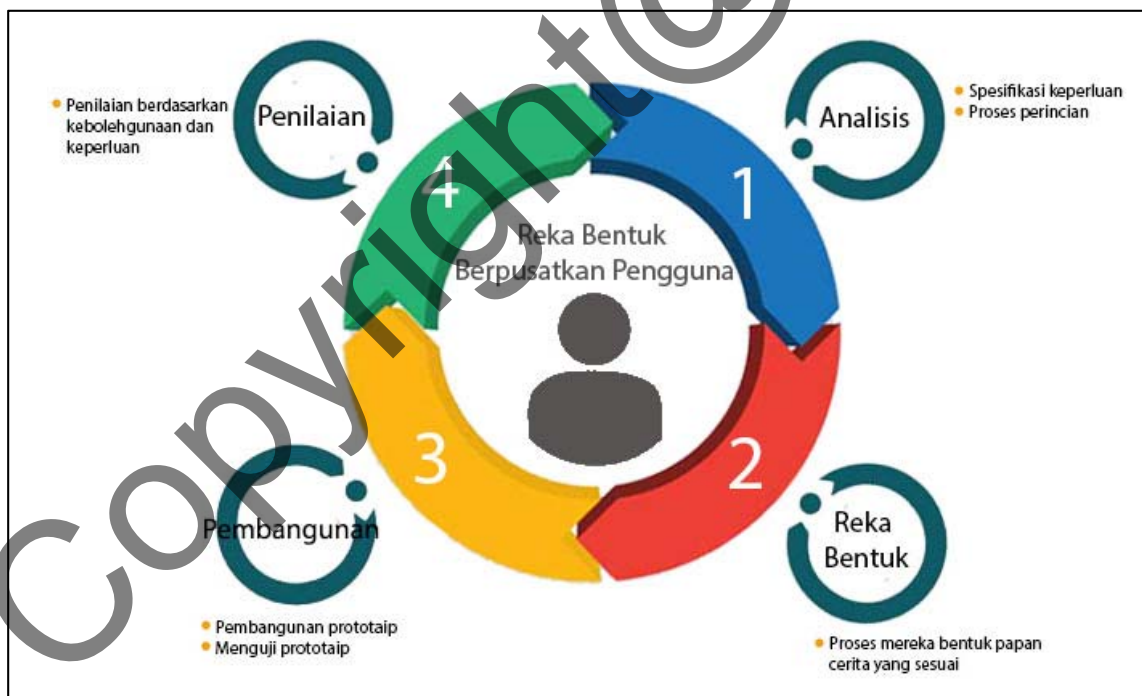 Copyright@
Penilaian
• Penilaian berdasarkan
kebolehgunaan dan
keperluan
4
1
Analisis
• Spesifikasi keperluan
• Proses perincian
Reka Bentuk
Berpusatkan Pengguna
3
2
Pembangunan
• Pembangunan prototaip
• Menguji prototaip
Reka
Bentuk
• Proses mereka bentuk papan
cerita yang sesuai